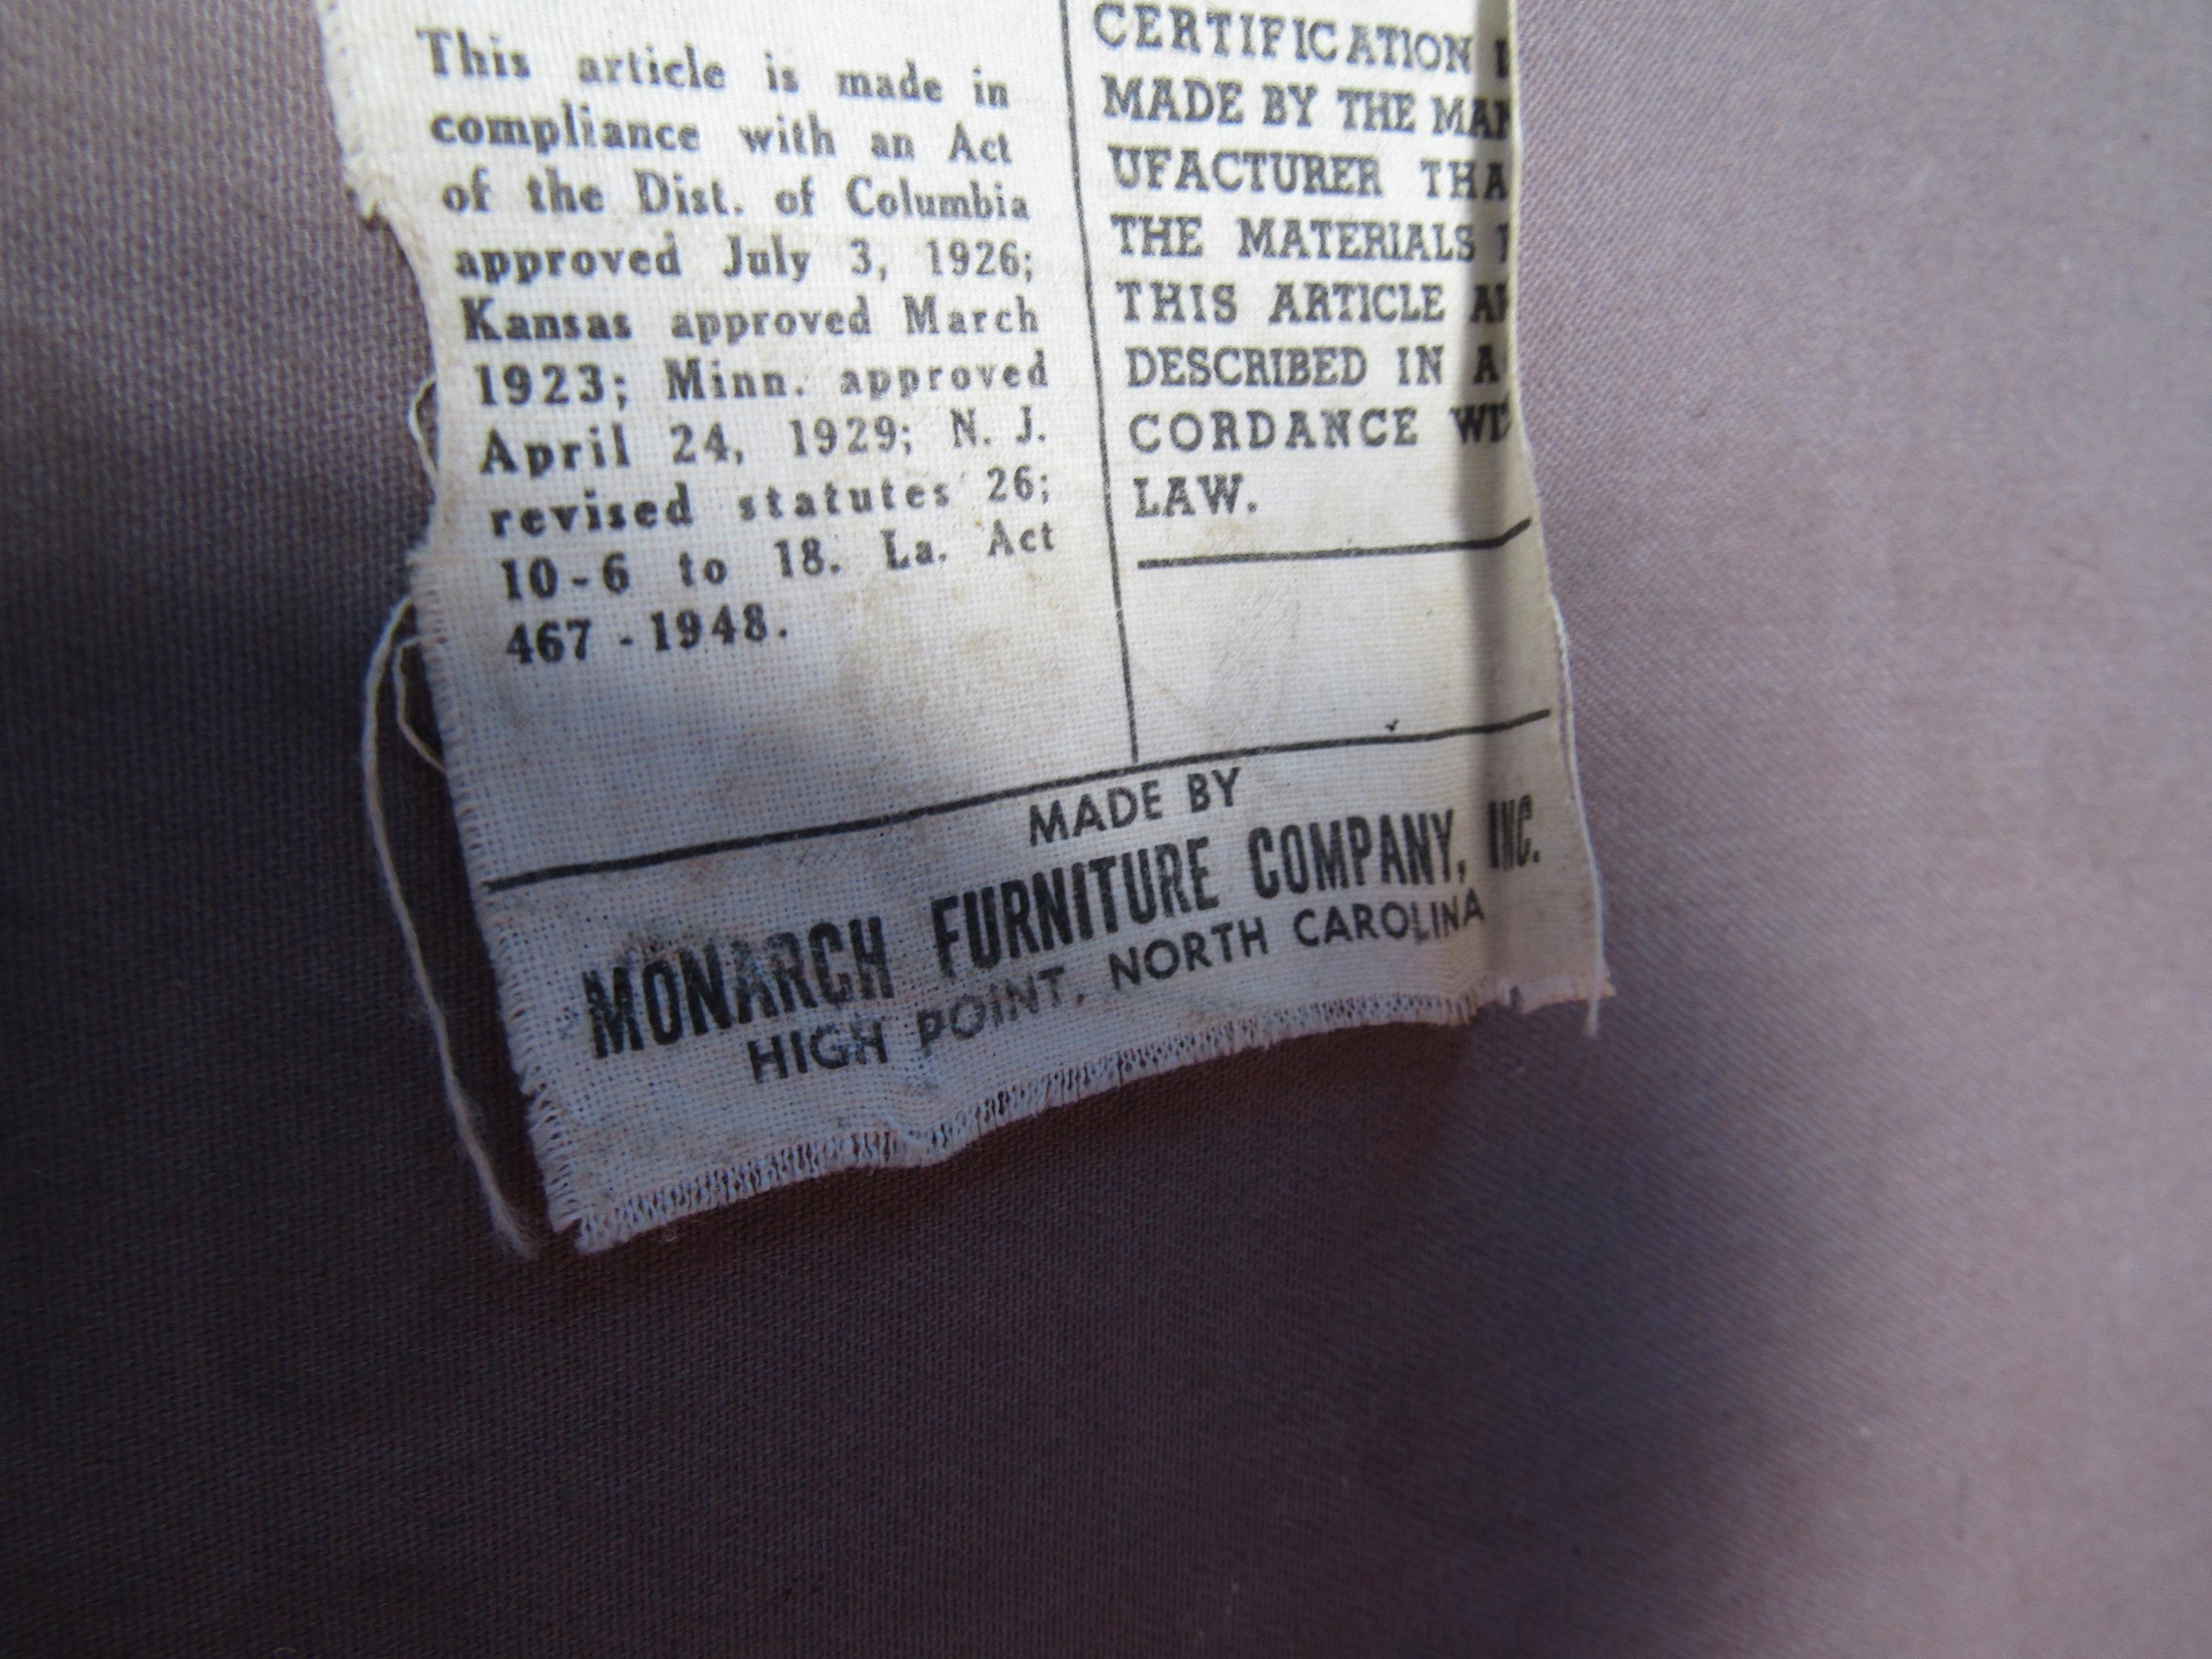 This article is made in
compliance with an Act
of the Dist. of Columbia
approved July 3, 1926;
Kansas approved March
1923; Minn. approved
April 24, 1929; N. J.
revised statutes 26;
10-6 to 18. La. Act
467-1948.
CERTIFICATION
MADE BY THE MAN
UFACTURER THA
THE MATERIALS
THIS ARTICLE
DESCRIBED IN A
CORDANCE
LAW.
MADE BY
MONARCH FURNITURE COMPANY, INC.
HIGH POINT, NORTH CAROLINA